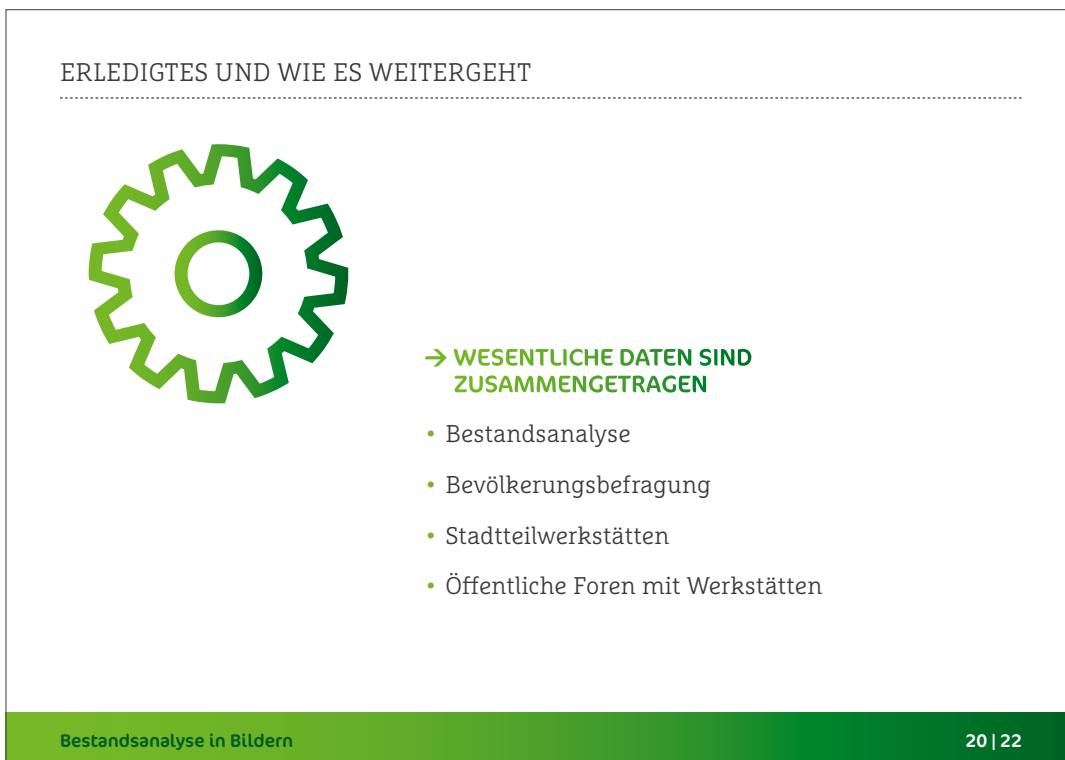 ERLEDIGTES UND WIE ES WEITERGEHT
→ WESENTLICHE DATEN SIND
ZUSAMMENGETRAGEN
• Bestandsanalyse
• Bevölkerungsbefragung
• Stadtteilwerkstätten
• Öffentliche Foren mit Werkstätten
Bestandsanalyse in Bildern
20 | 22